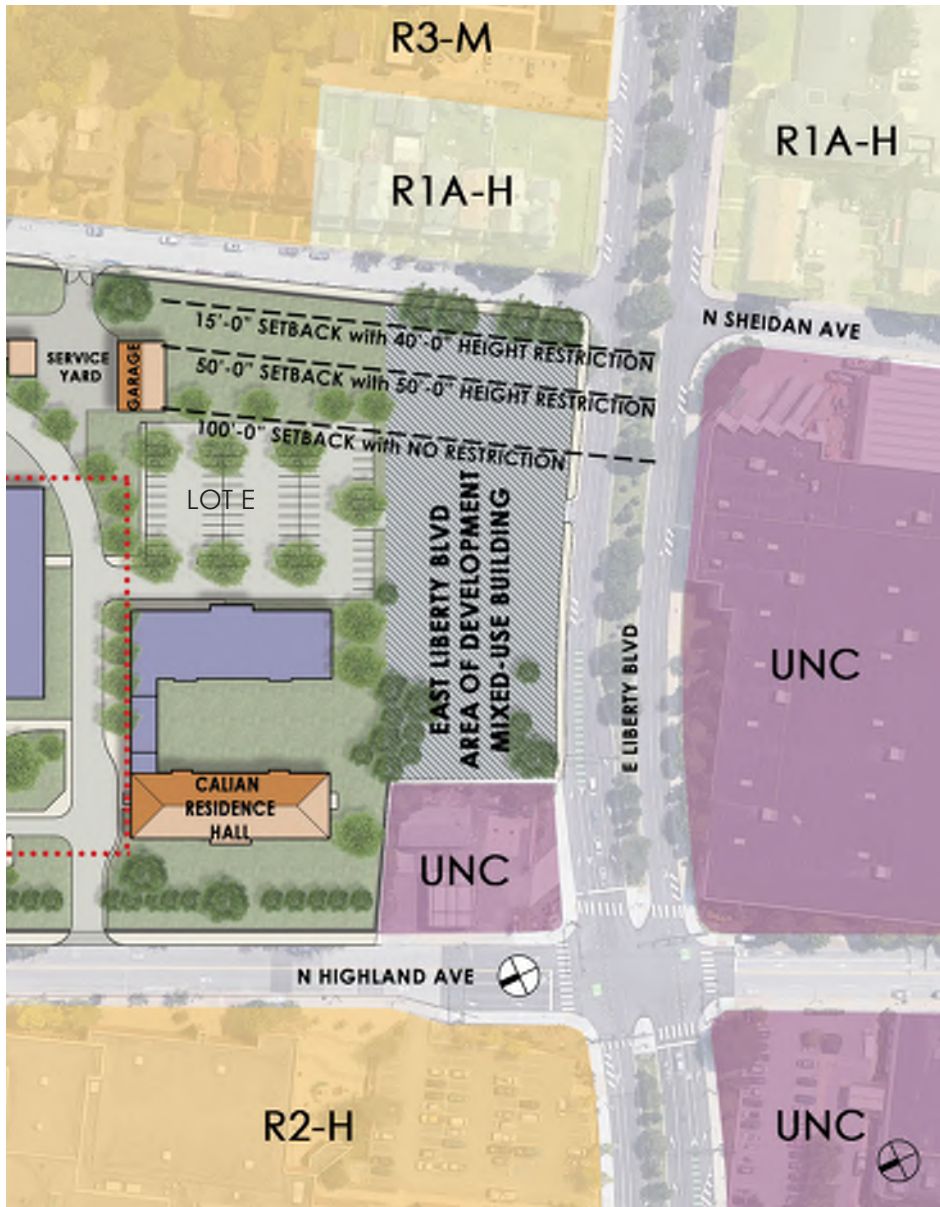 R3-M
R1A-H
R1A-H
N SHEIDAN AVE
15'-0" SETBACK with 40'-0" HEIGHT RESTRICTION
SERVICE
YARD
GARAGE
50'-0" SETBACK with 50'-0" HEIGHT RESTRICTION
100'-0" SETBACK with NO RESTRICTION
LOT E
EAST LIBERTY BLVD
AREA OF DEVELOPMENT
MIXED-USE BUILDING
E LIBERTY BLVD
UNC
CALIAN
RESIDENCE
HALL
UNC
N HIGHLAND AVE
R2-H
UNC